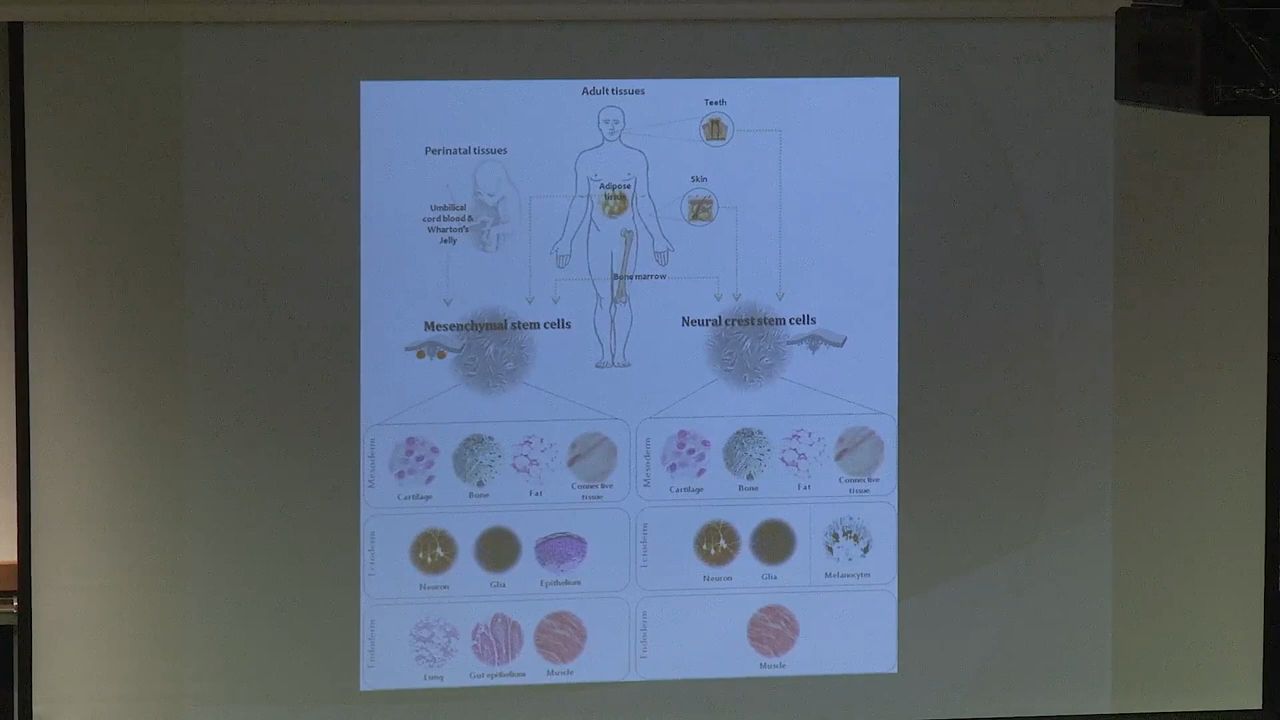 Adult tissues
Teeth
Perinatal tissues
Skin
Adipose
tissue
Umbilical
cord blood &
Wharton's
Jelly
Bone marrow
Mesenchymal stem cells
Neural crest stem cells
Mesoderm
Cartilage
Bone
Fat
Connective
tissue
Mesoderm
Cartilage
Bone
Fat
Connective
tissue
Ectoderm
Neuron
Glia
Epithelium
Ectoderm
Neuron
Glia
Melanocytes
Endoderm
Lung
Gut epithelium
Muscle
Endoderm
Muscle